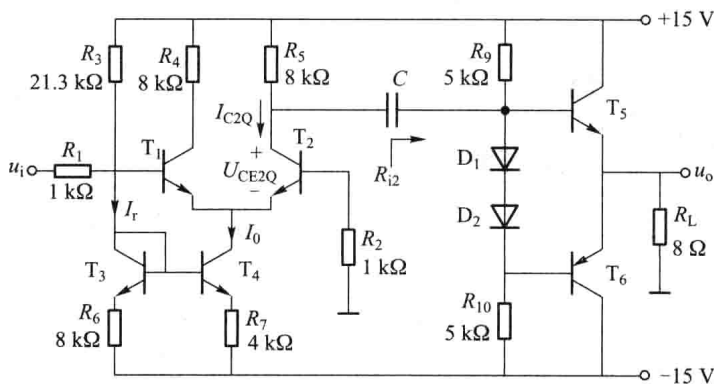 +15 V
R3
21.3 kΩ
R4
8 kΩ
R5
8 kΩ
R9
5 kΩ
IC2Q
C
T5
T1
+
UCE2Q
−
T2
Ri2
D1
ui
R1
1 kΩ
uo
Ir
I0
D2
R2
1 kΩ
RL
8 Ω
T3
T4
T6
R6
8 kΩ
R7
4 kΩ
R10
5 kΩ
−15 V